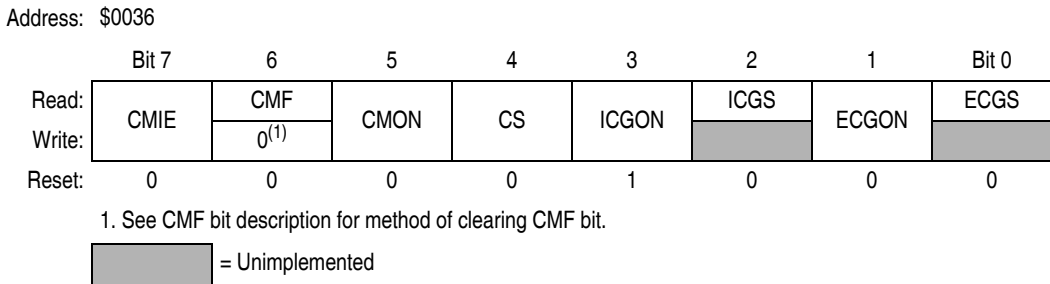 Address: $0036
Bit 7 6 5 4 3 2 1 Bit 0
Read: CMIE CMF CMON CS ICGON ICGS ECGON ECGS
Write: 0(1)
Reset: 0 0 0 0 1 0 0 0
1. See CMF bit description for method of clearing CMF bit.
= Unimplemented